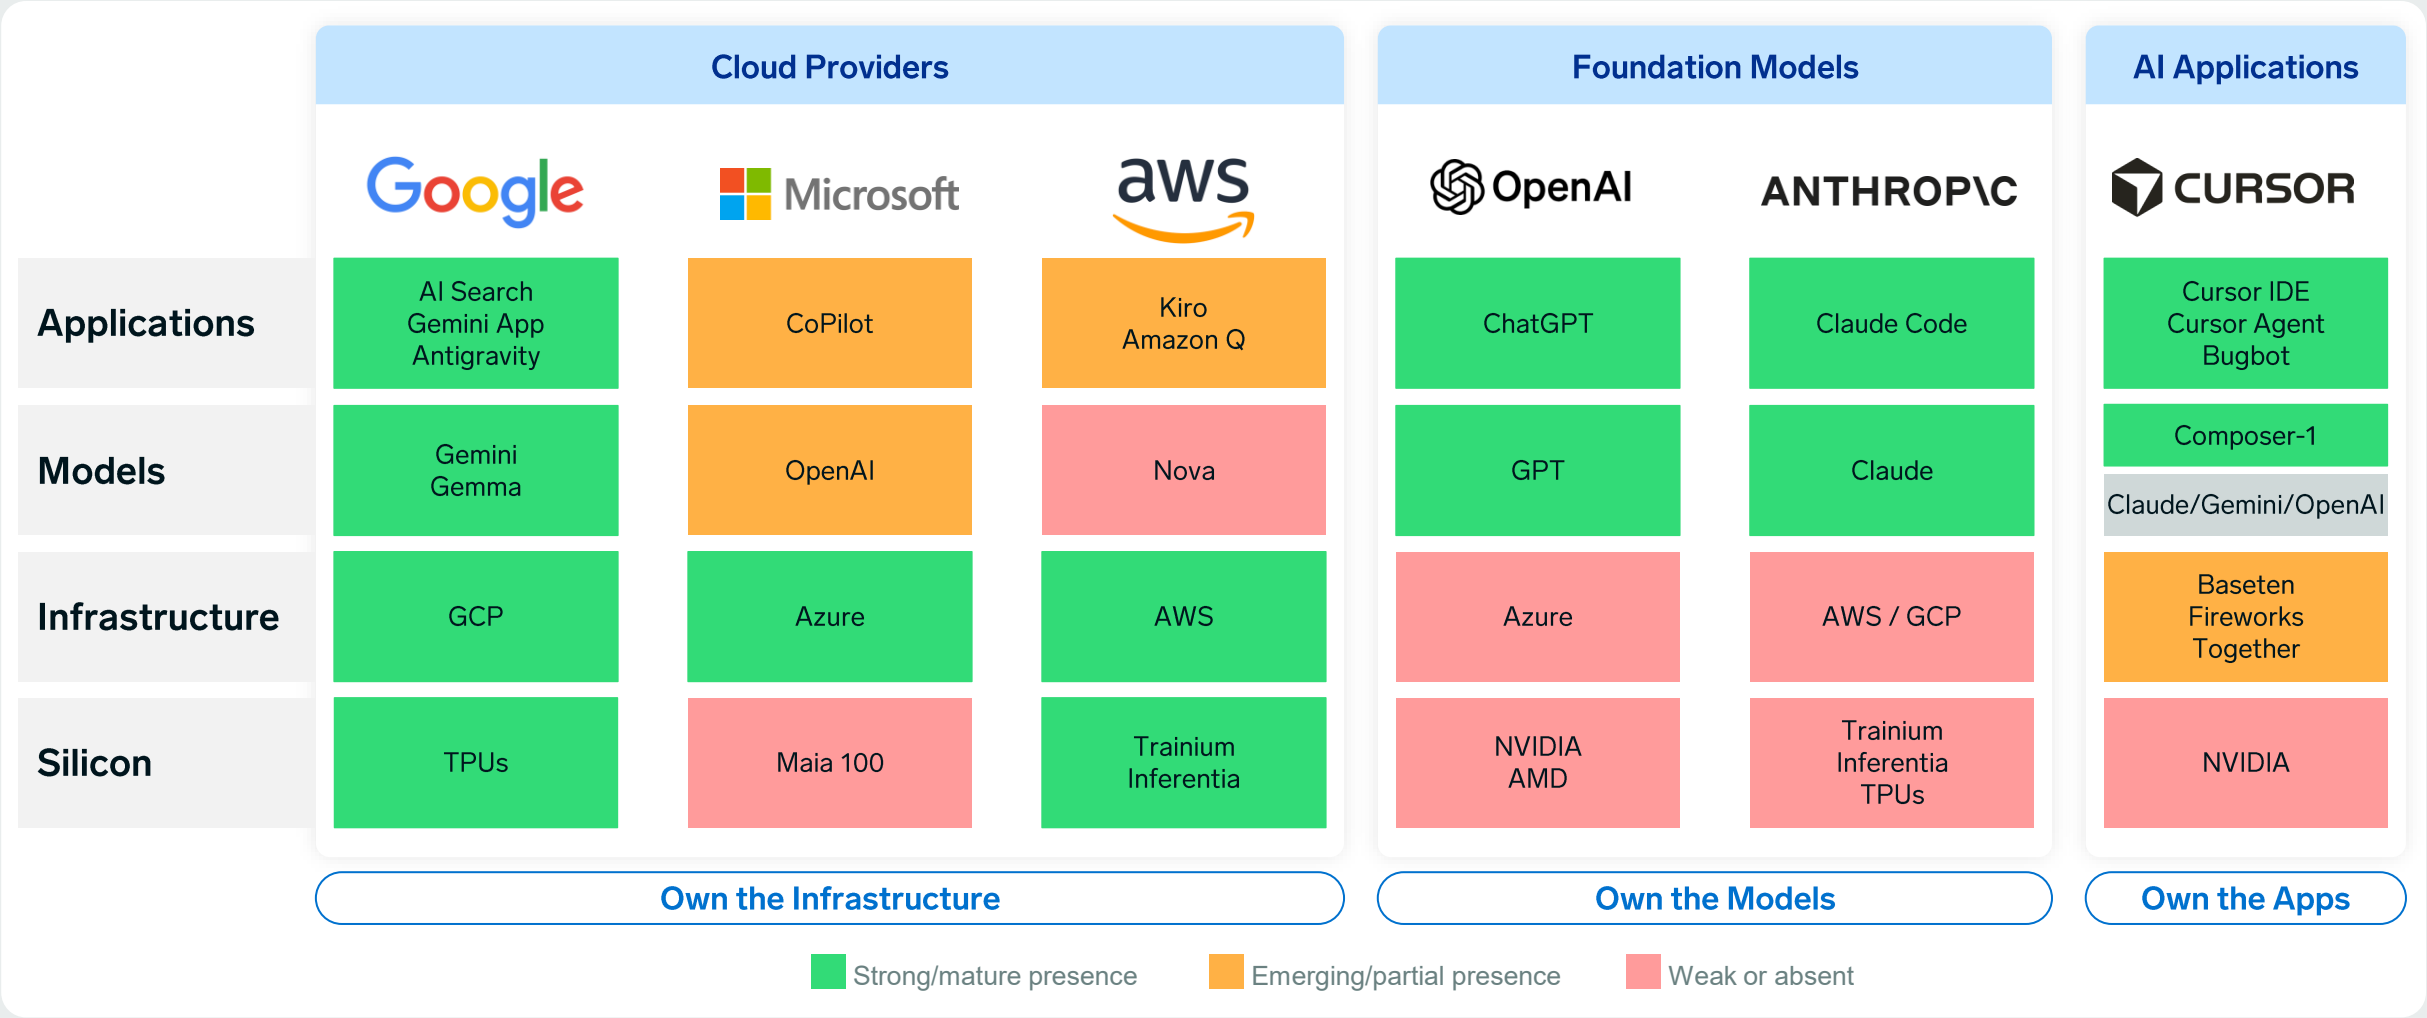 Cloud Providers
Foundation Models
AI Applications
Google
Microsoft
aws
OpenAI
ANTHROP\C
CURSOR
Applications
AI Search
Gemini App
Antigravity
CoPilot
Kiro
Amazon Q
ChatGPT
Claude Code
Cursor IDE
Cursor Agent
Bugbot
Models
Gemini
Gemma
OpenAI
Nova
GPT
Claude
Composer-1
Claude/Gemini/OpenAI
Infrastructure
GCP
Azure
AWS
Azure
AWS / GCP
Baseten
Fireworks
Together
Silicon
TPUs
Maia 100
Trainium
Inferentia
NVIDIA
AMD
Trainium
Inferentia
TPUs
NVIDIA
Own the Infrastructure
Own the Models
Own the Apps
Strong/mature presence
Emerging/partial presence
Weak or absent